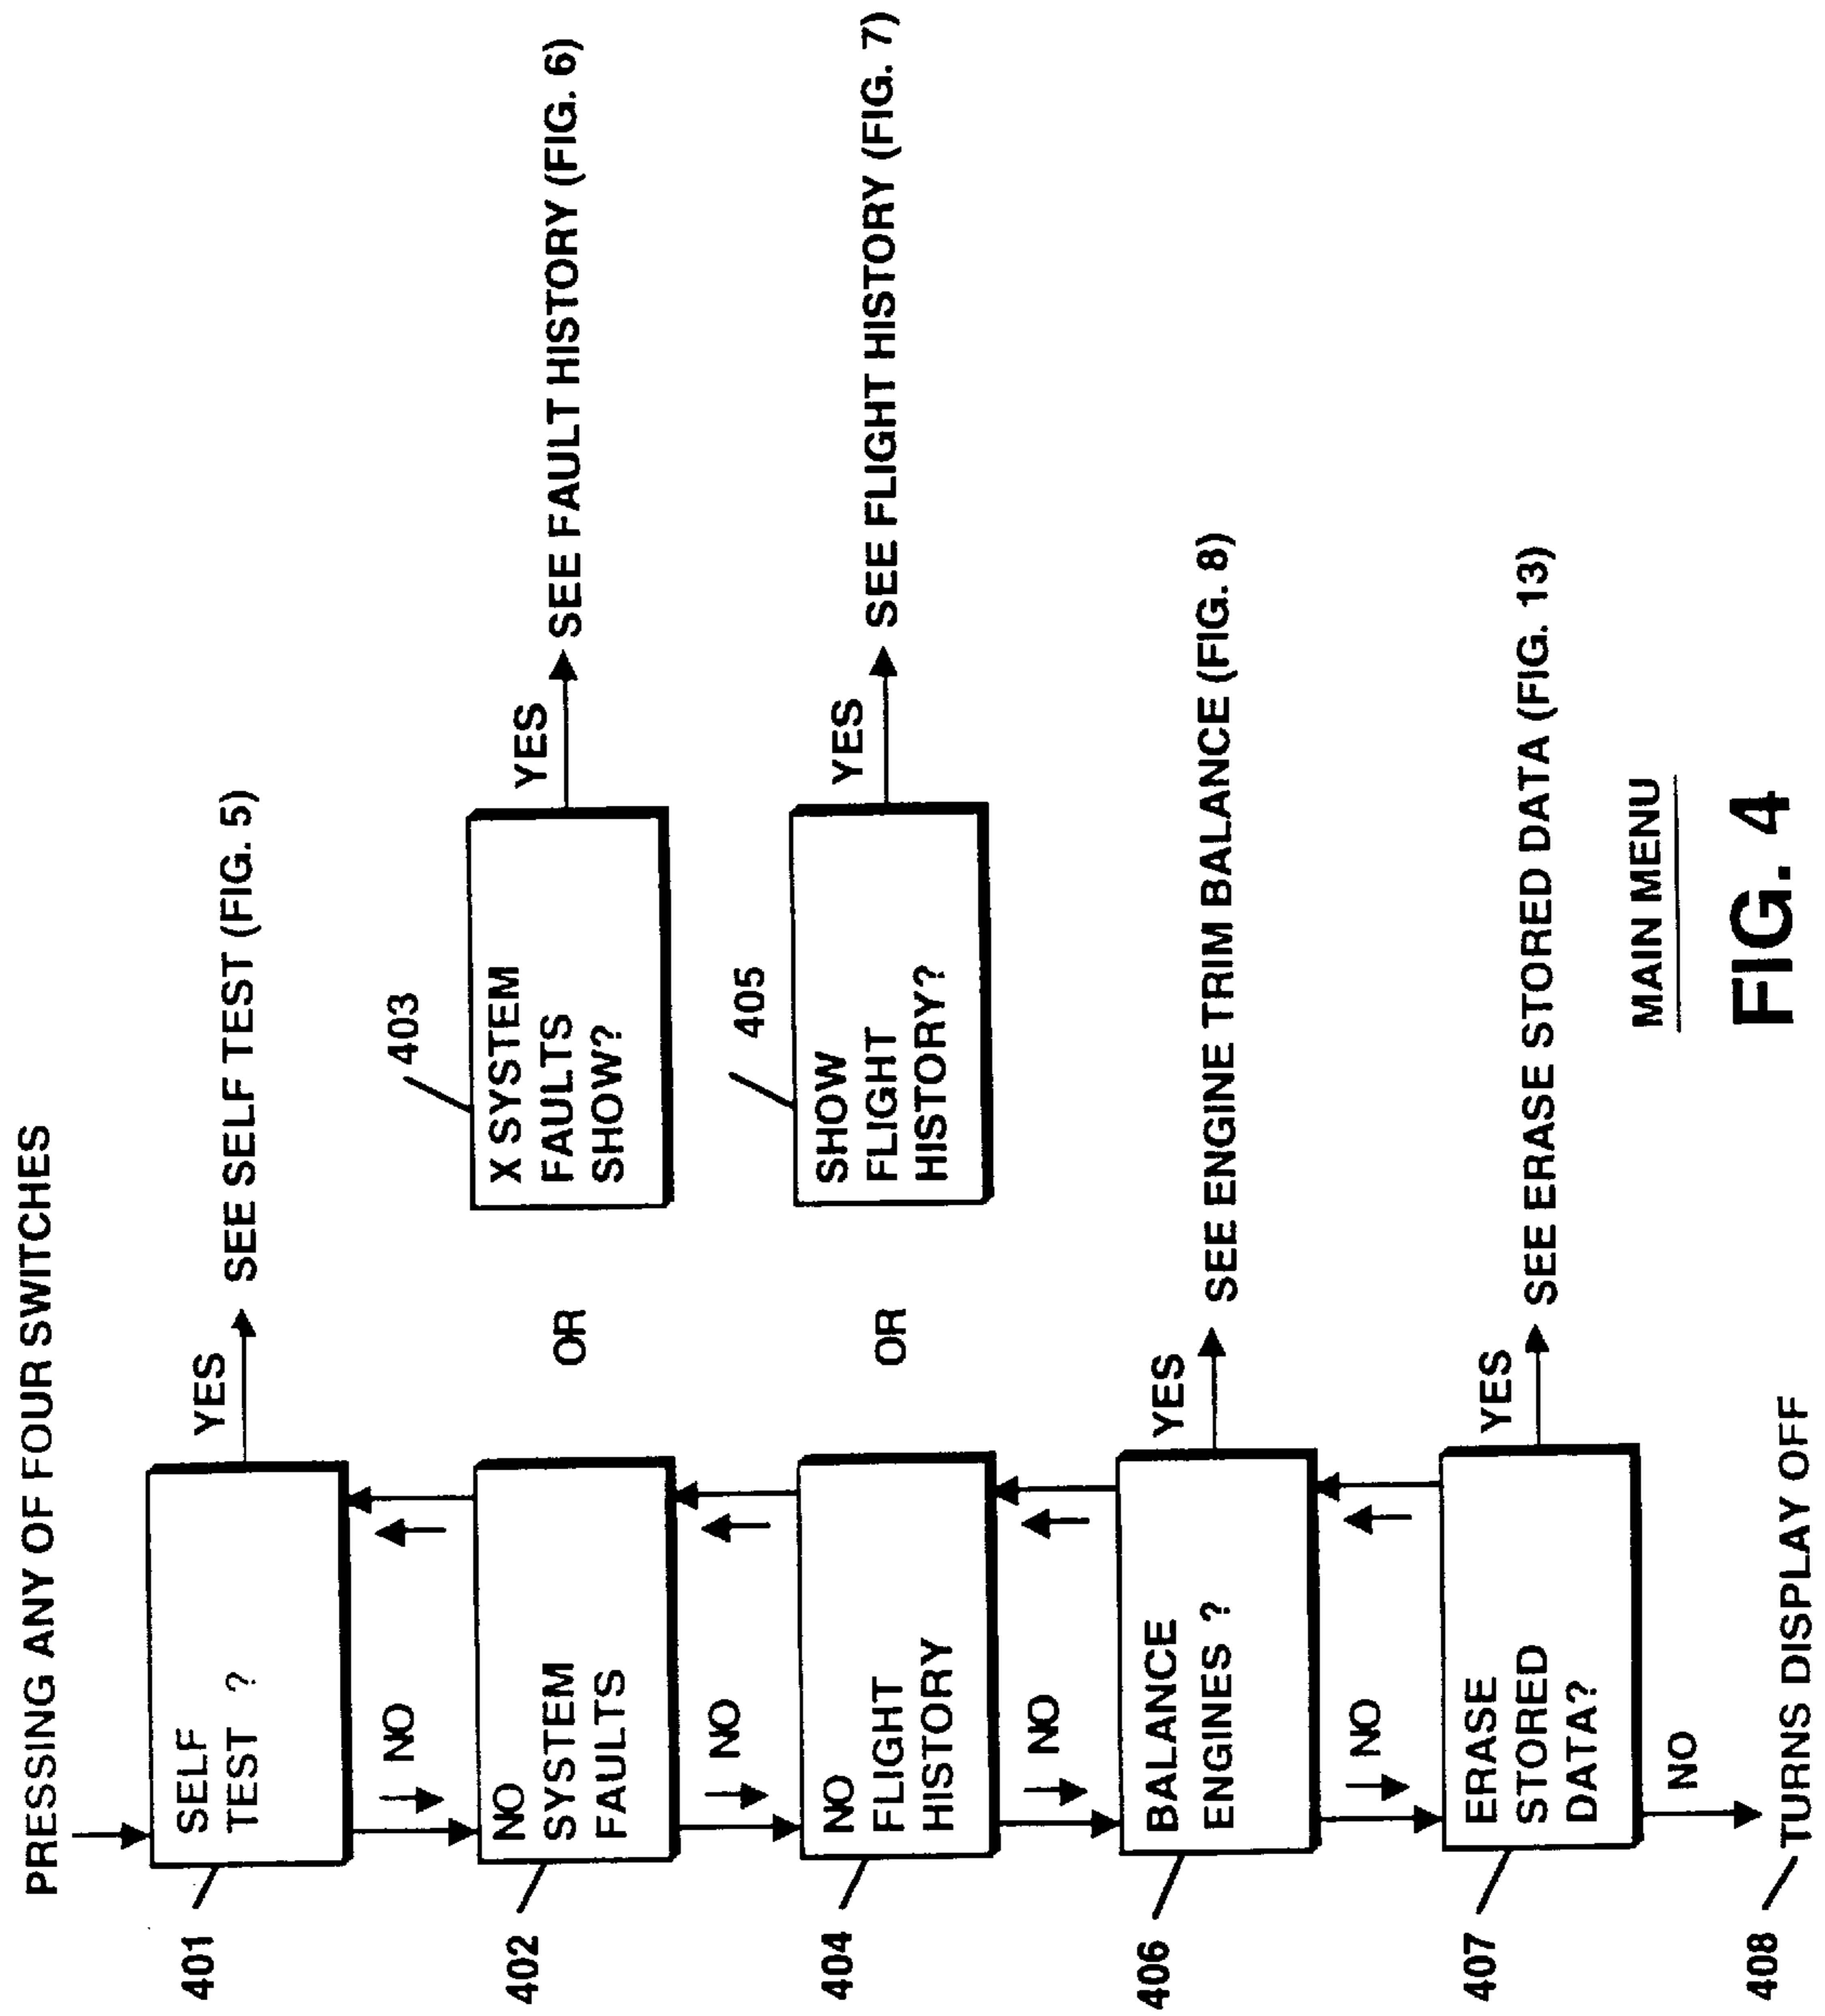 PRESSING ANY OF FOUR SWITCHES
401
SELF
TEST ?
YES
SEE SELF TEST (FIG. 5)
NO
402
NO
SYSTEM
FAULTS
OR
403
X SYSTEM
FAULTS
SHOW?
YES
SEE FAULT HISTORY (FIG. 6)
NO
404
NO
FLIGHT
HISTORY
OR
405
SHOW
FLIGHT
HISTORY?
YES
SEE FLIGHT HISTORY (FIG. 7)
NO
406
BALANCE
ENGINES ?
YES
SEE ENGINE TRIM BALANCE (FIG. 8)
NO
407
ERASE
STORED
DATA?
YES
SEE ERASE STORED DATA (FIG. 13)
NO
408
TURNS DISPLAY OFF
MAIN MENU
FIG. 4